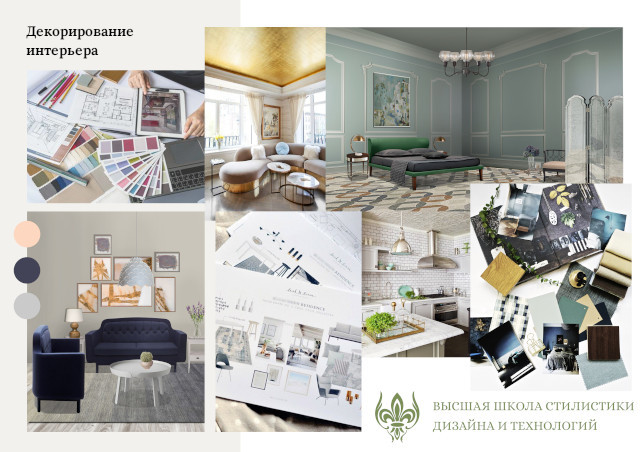 Декорирование
интерьера
ВЫСШАЯ ШКОЛА СТИЛИСТИКИ
ДИЗАЙНА И ТЕХНОЛОГИЙ